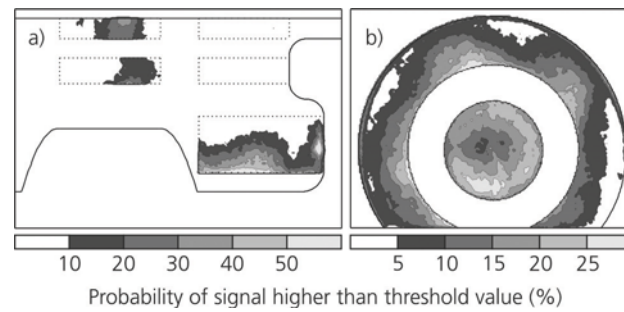 a)
b)
10 20 30 40 50
5 10 15 20 25
Probability of signal higher than threshold value (%)